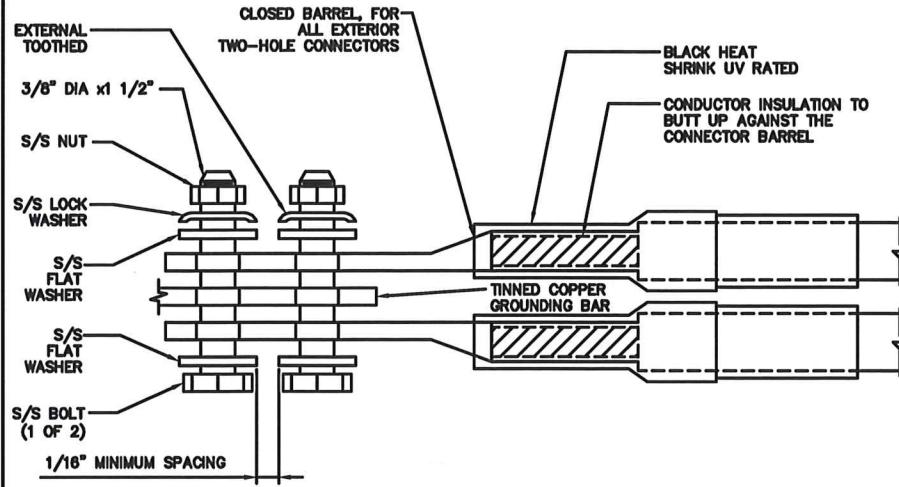 CLOSED BARREL, FOR
ALL EXTERIOR
TWO-HOLE CONNECTORS
EXTERNAL
TOOTHED
3/8" DIA x1 1/2"
S/S NUT
S/S LOCK
WASHER
S/S
FLAT
WASHER
S/S
FLAT
WASHER
S/S BOLT
(1 OF 2)
1/16" MINIMUM SPACING
BLACK HEAT
SHRINK UV RATED
CONDUCTOR INSULATION TO
BUTT UP AGAINST THE
CONNECTOR BARREL
TINNED COPPER
GROUNDING BAR